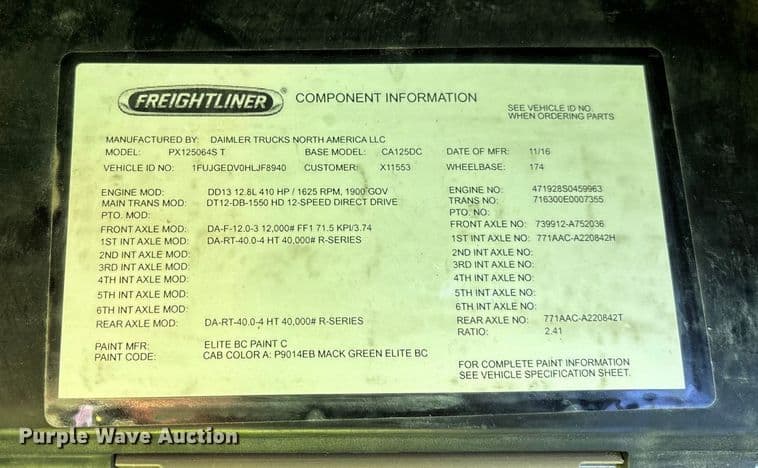 FREIGHTLINER ® COMPONENT INFORMATION
SEE VEHICLE ID NO.
WHEN ORDERING PARTS
MANUFACTURED BY: DAIMLER TRUCKS NORTH AMERICA LLC
MODEL: PX125064S T BASE MODEL: CA125DC DATE OF MFR: 11/16
VEHICLE ID NO: 1FUJGEDV0HLJF8940 CUSTOMER: X11553 WHEELBASE: 174
ENGINE MOD: DD13 12.8L 410 HP / 1625 RPM, 1900 GOV ENGINE NO: 471928S0459963
MAIN TRANS MOD: DT12-DB-1550 HD 12-SPEED DIRECT DRIVE TRANS NO: 716300E0007355
PTO. MOD: PTO. NO:
FRONT AXLE MOD: DA-F-12.0-3 12,000# FF1 71.5 KPI/3.74 FRONT AXLE NO: 739912-A752036
1ST INT AXLE MOD: DA-RT-40.0-4 HT 40,000# R-SERIES 1ST INT AXLE NO: 771AAC-A220842H
2ND INT AXLE MOD: 2ND INT AXLE NO:
3RD INT AXLE MOD: 3RD INT AXLE NO:
4TH INT AXLE MOD: 4TH INT AXLE NO:
5TH INT AXLE MOD: 5TH INT AXLE NO:
6TH INT AXLE MOD: 6TH INT AXLE NO:
REAR AXLE MOD: DA-RT-40.0-4 HT 40,000# R-SERIES REAR AXLE NO: 771AAC-A220842T
RATIO: 2.41
PAINT MFR: ELITE BC PAINT C
PAINT CODE: CAB COLOR A: P9014EB MACK GREEN ELITE BC
FOR COMPLETE PAINT INFORMATION
SEE VEHICLE SPECIFICATION SHEET.
Purple Wave Auction